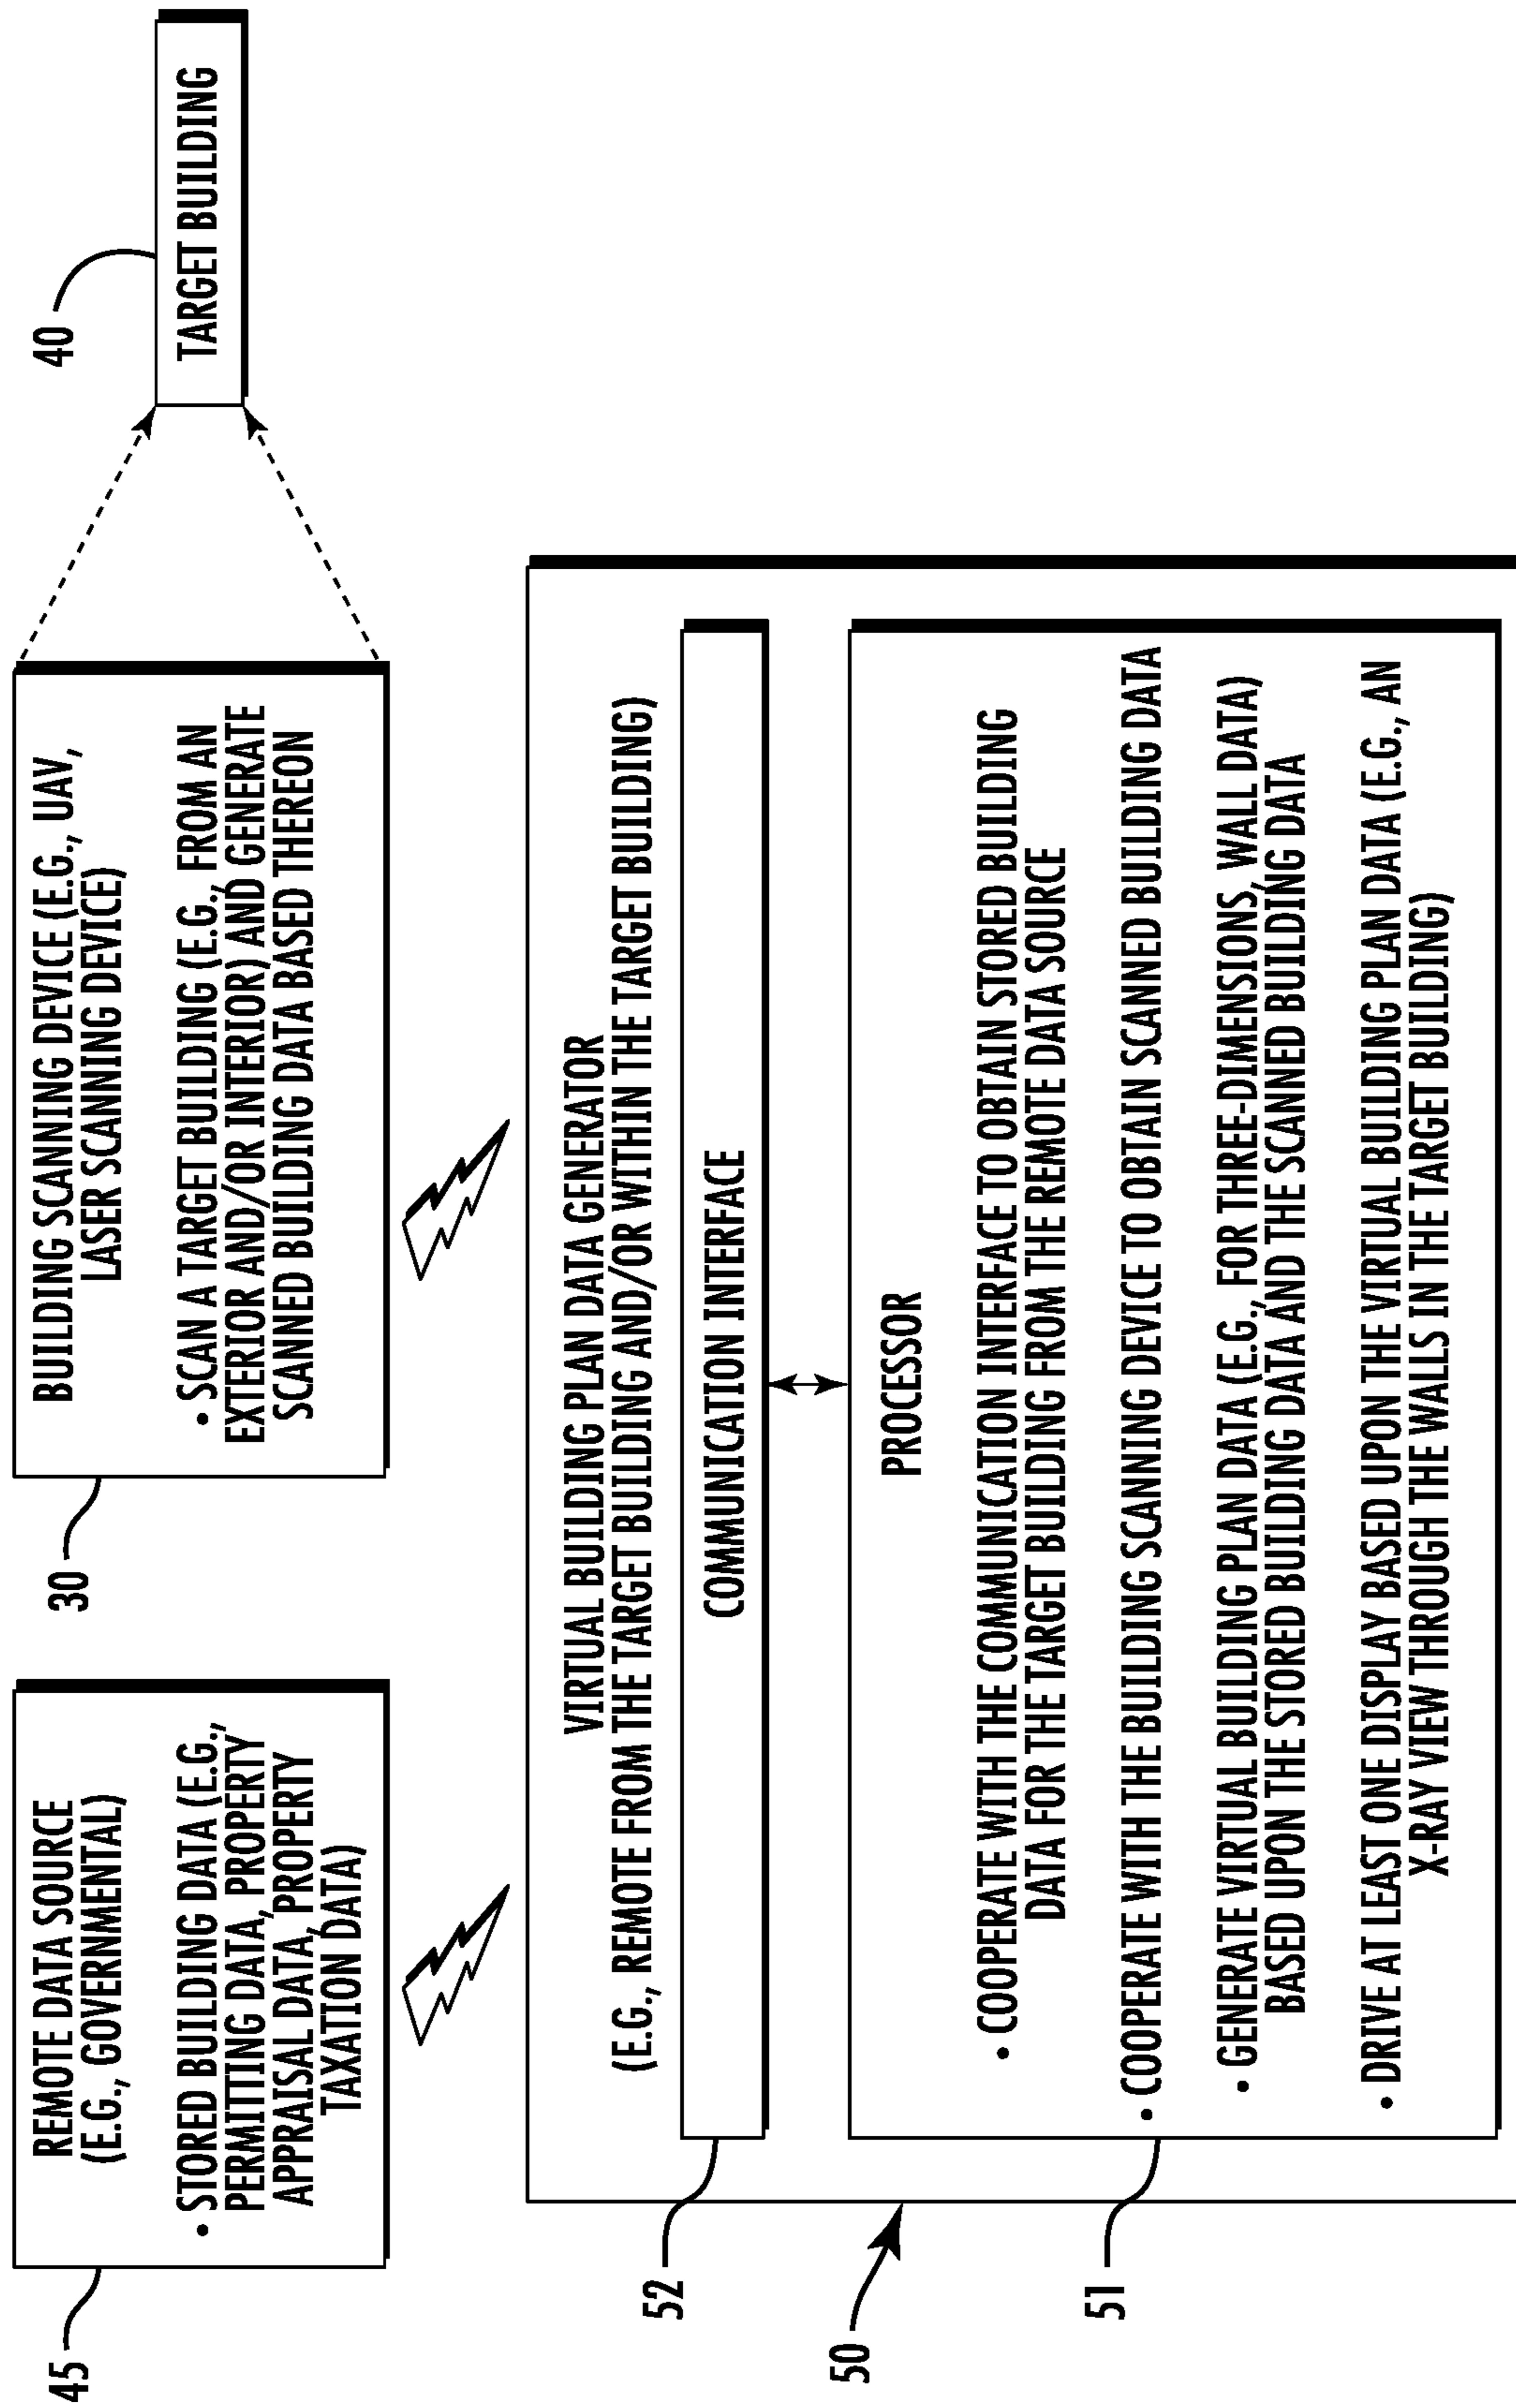 45
REMOTE DATA SOURCE
(E.G., GOVERNMENTAL)
• STORED BUILDING DATA (E.G.,
PERMITTING DATA, PROPERTY
APPRAISAL DATA, PROPERTY
TAXATION DATA)
30
BUILDING SCANNING DEVICE (E.G., UAV,
LASER SCANNING DEVICE)
• SCAN A TARGET BUILDING (E.G., FROM AN
EXTERIOR AND/OR INTERIOR) AND GENERATE
SCANNED BUILDING DATA BASED THEREON
40
TARGET BUILDING
50
VIRTUAL BUILDING PLAN DATA GENERATOR
(E.G., REMOTE FROM THE TARGET BUILDING AND/OR WITHIN THE TARGET BUILDING)
52
COMMUNICATION INTERFACE
51
PROCESSOR
• COOPERATE WITH THE COMMUNICATION INTERFACE TO OBTAIN STORED BUILDING
DATA FOR THE TARGET BUILDING FROM THE REMOTE DATA SOURCE
• COOPERATE WITH THE BUILDING SCANNING DEVICE TO OBTAIN SCANNED BUILDING DATA
• GENERATE VIRTUAL BUILDING PLAN DATA (E.G., FOR THREE-DIMENSIONS, WALL DATA)
BASED UPON THE STORED BUILDING DATA AND THE SCANNED BUILDING DATA
• DRIVE AT LEAST ONE DISPLAY BASED UPON THE VIRTUAL BUILDING PLAN DATA (E.G., AN
X-RAY VIEW THROUGH THE WALLS IN THE TARGET BUILDING)